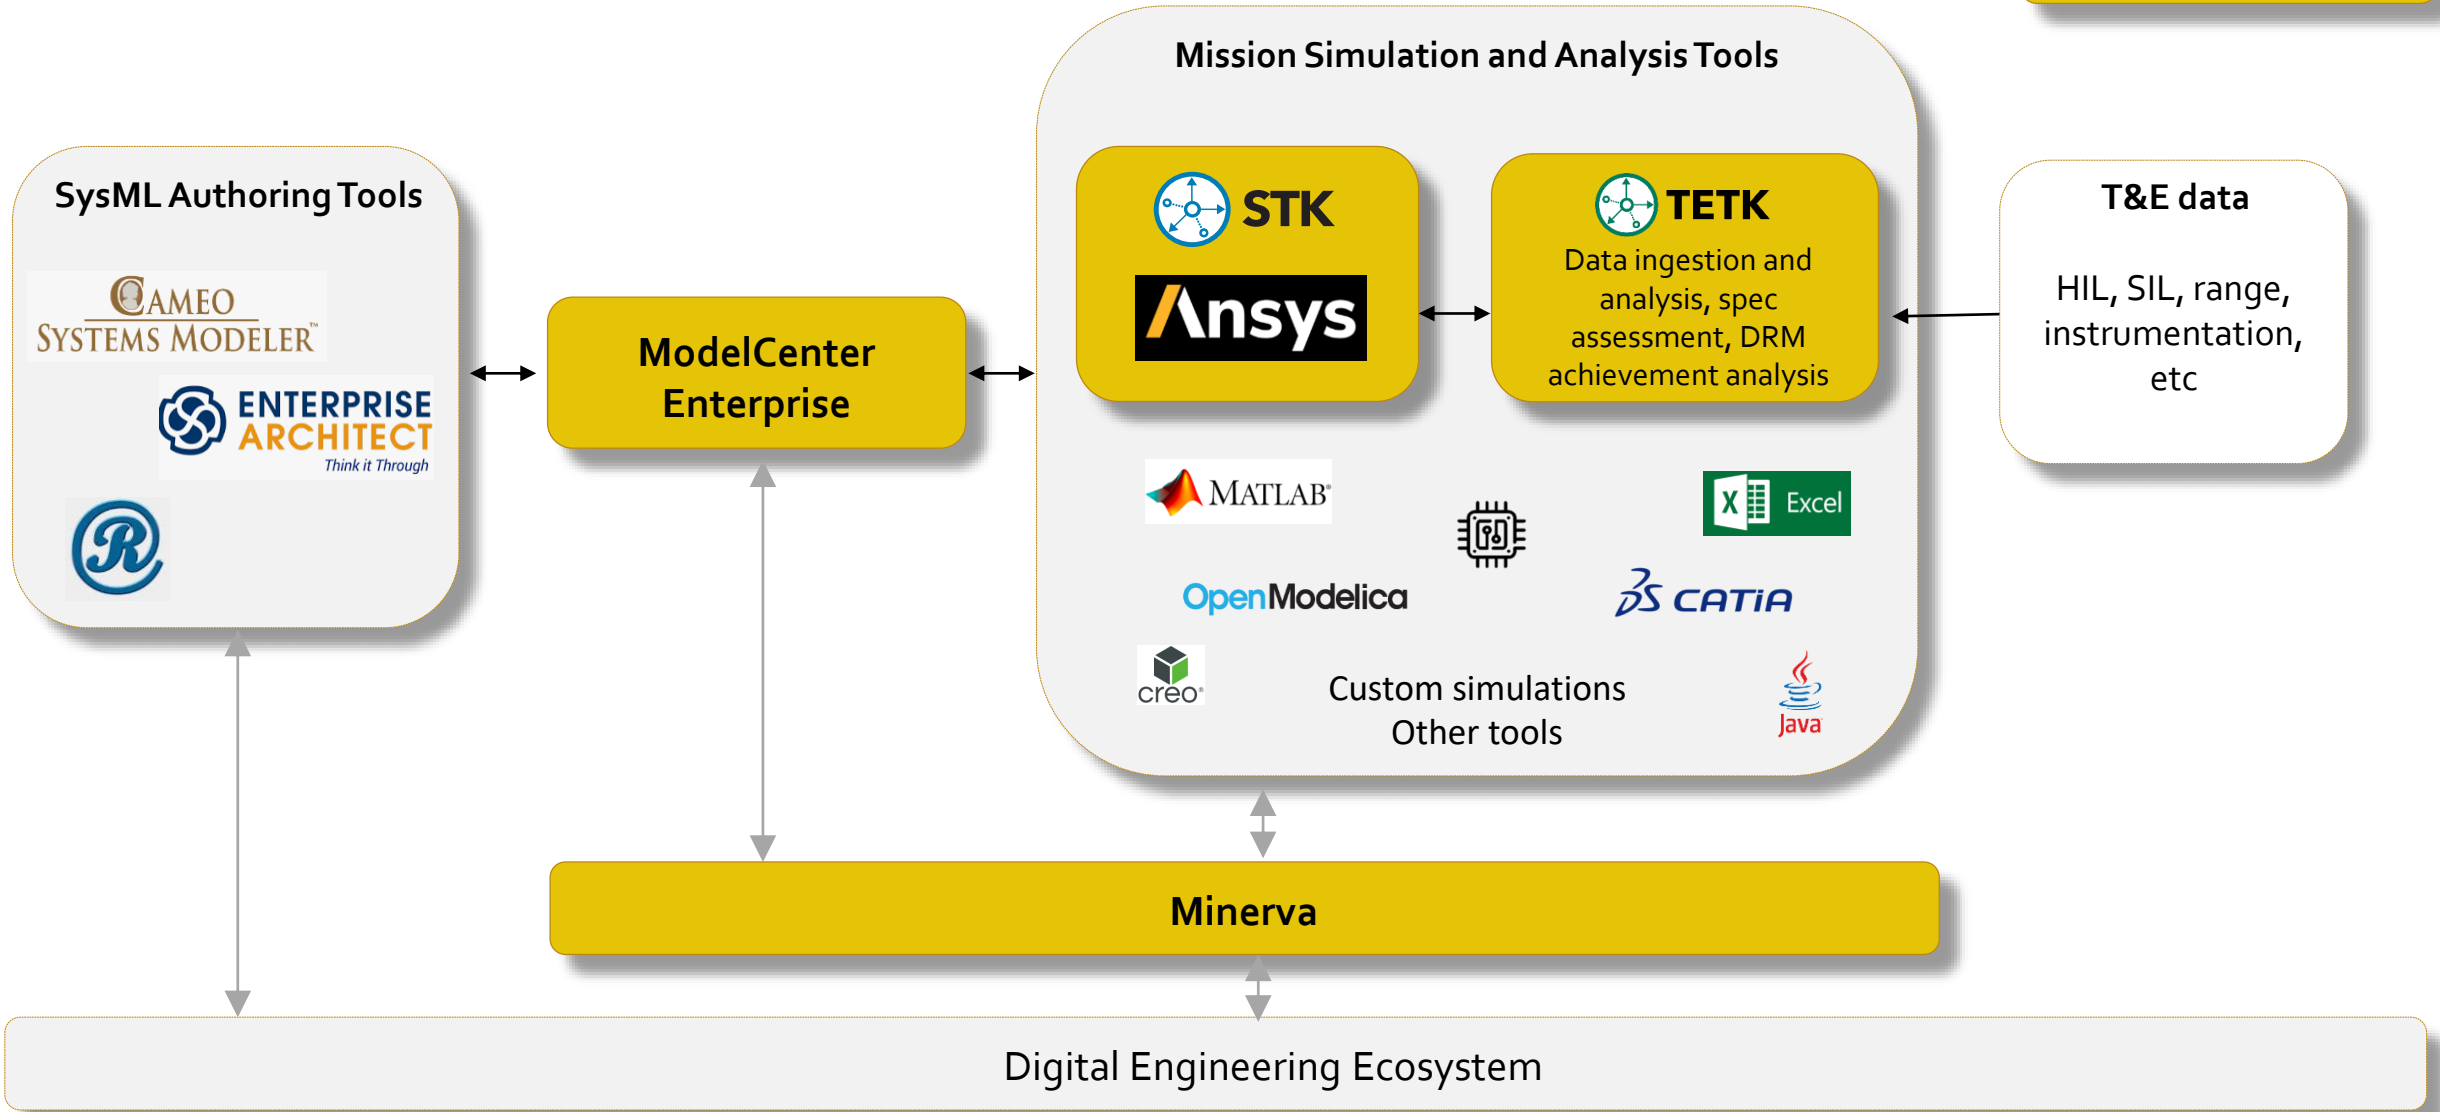 Mission Simulation and Analysis Tools
SysML Authoring Tools
CAMEO
SYSTEMS MODELER™
ENTERPRISE
ARCHITECT
Think it Through
R
ModelCenter
Enterprise
STK
Ansys
TETK
Data ingestion and
analysis, spec
assessment, DRM
achievement analysis
T&E data
HIL, SIL, range,
instrumentation,
etc
MATLAB®
Excel
OpenModelica
3DS CATIA
creo®
Custom simulations
Other tools
Java
Minerva
Digital Engineering Ecosystem